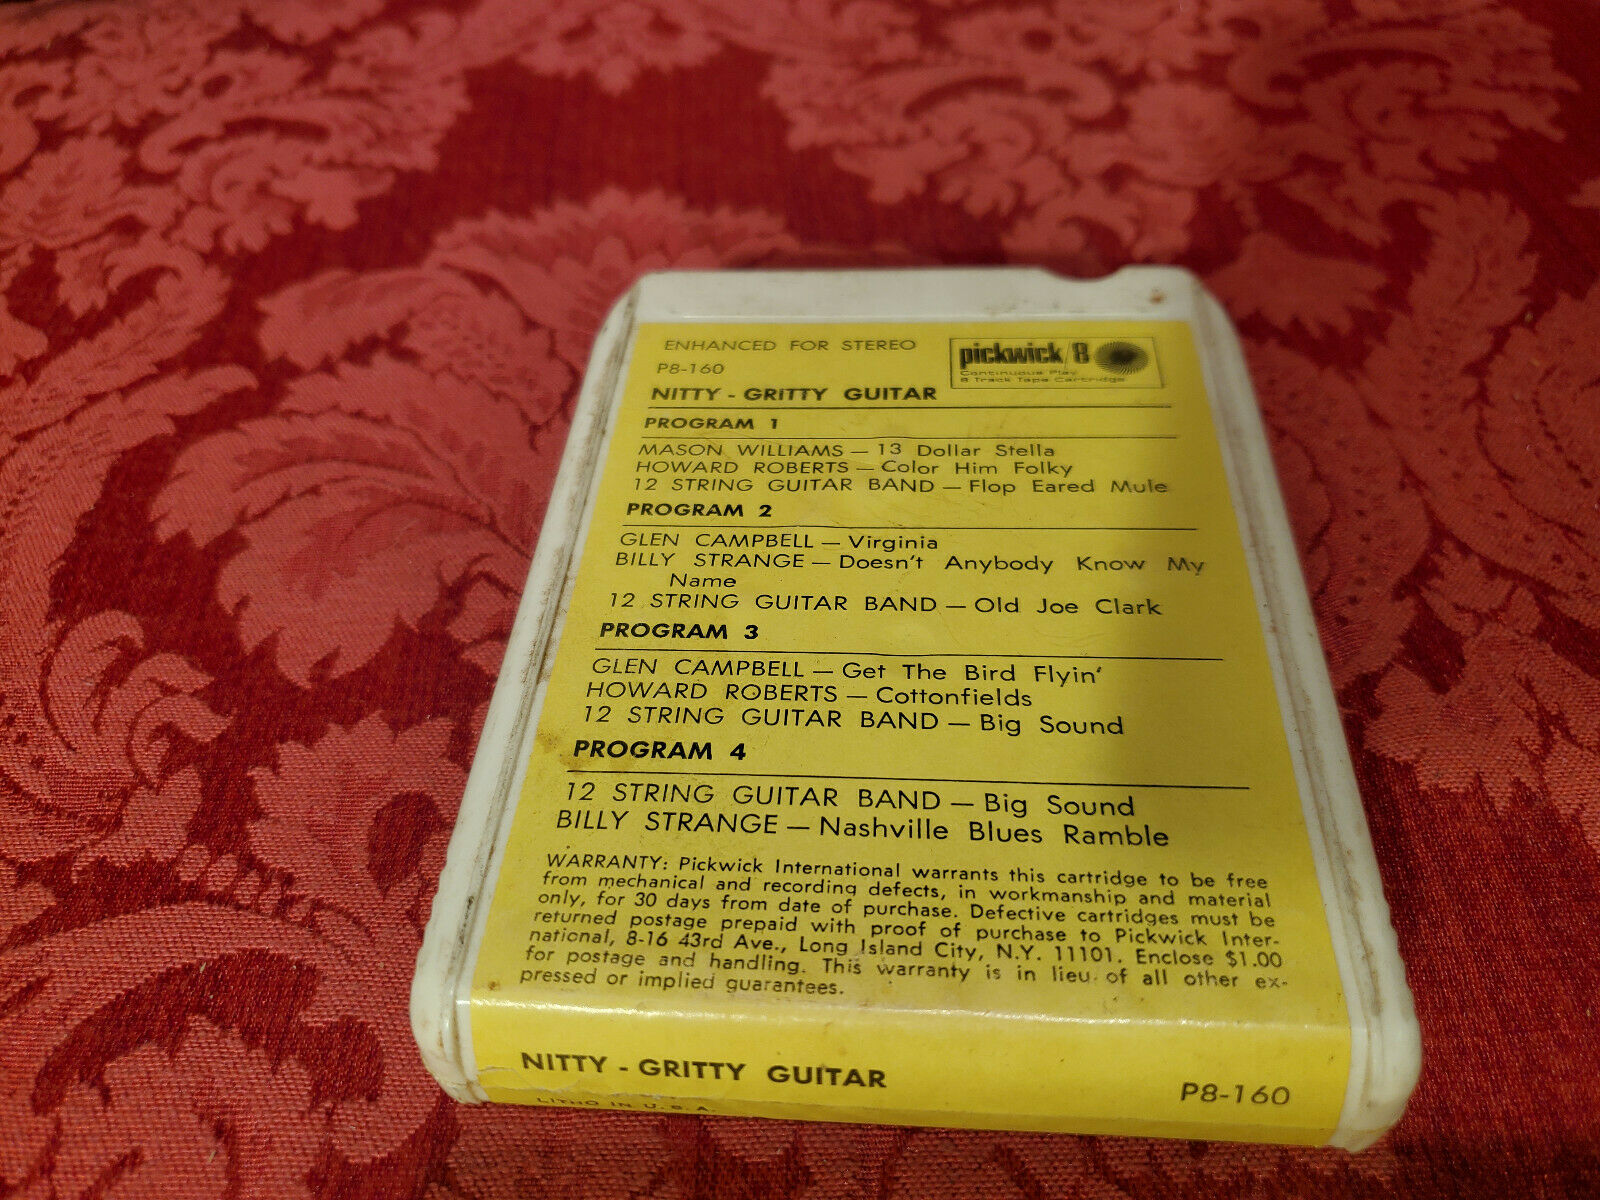 ENHANCED FOR STEREO
pickwick/8
Continuous Play
8 Track Tape Cartridge
P8-160
NITTY - GRITTY GUITAR
PROGRAM 1
MASON WILLIAMS — 13 Dollar Stella
HOWARD ROBERTS — Color Him Folky
12 STRING GUITAR BAND — Flop Eared Mule
PROGRAM 2
GLEN CAMPBELL — Virginia
BILLY STRANGE — Doesn't Anybody Know My
Name
12 STRING GUITAR BAND — Old Joe Clark
PROGRAM 3
GLEN CAMPBELL — Get The Bird Flyin'
HOWARD ROBERTS — Cottonfields
12 STRING GUITAR BAND — Big Sound
PROGRAM 4
12 STRING GUITAR BAND — Big Sound
BILLY STRANGE — Nashville Blues Ramble
WARRANTY: Pickwick International warrants this cartridge to be free
from mechanical and recording defects, in workmanship and material
only, for 30 days from date of purchase. Defective cartridges must be
returned postage prepaid with proof of purchase to Pickwick Inter-
national, 8-16 43rd Ave., Long Island City, N.Y. 11101. Enclose $1.00
for postage and handling. This warranty is in lieu of all other ex-
pressed or implied guarantees.
NITTY - GRITTY GUITAR
P8-160
LITHO IN U.S.A.